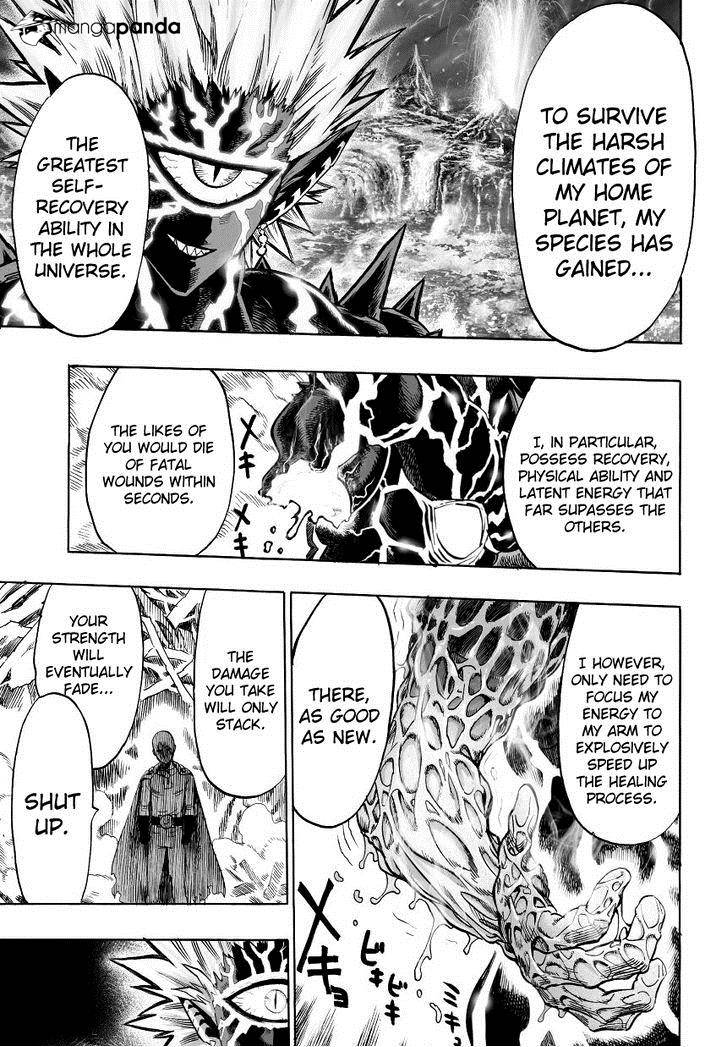 mangapanda
TO SURVIVE
THE HARSH
CLIMATES OF
MY HOME
PLANET, MY
SPECIES HAS
GAINED...
THE
GREATEST
SELF-
RECOVERY
ABILITY IN
THE WHOLE
UNIVERSE.
I, IN PARTICULAR,
POSSESS RECOVERY,
PHYSICAL ABILITY AND
LATENT ENERGY THAT
FAR SUPASSES THE
OTHERS.
メキ
メキ
THE LIKES OF
YOU WOULD DIE
OF FATAL
WOUNDS WITHIN
SECONDS.
I HOWEVER,
ONLY NEED TO
FOCUS MY
ENERGY TO
MY ARM TO
EXPLOSIVELY
SPEED UP
THE HEALING
PROCESS.
THERE,
AS GOOD
AS NEW.
メキョ
ビキ
ビキ
メキ
THE
DAMAGE
YOU TAKE
WILL ONLY
STACK.
YOUR
STRENGTH
WILL
EVENTUALLY
FADE...
SHUT
UP.